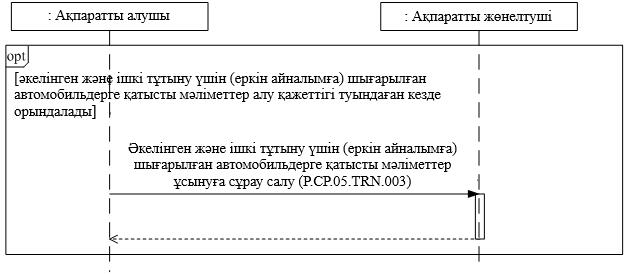 : Ақпаратты алушы
: Ақпаратты жөнелтуші
opt
[әкелінген және ішкі тұтыну үшін (еркін айналымға) шығарылған
автомобильдерге қатысты мәліметтер алу қажеттігі туындаған кезде
орындалады]
Әкелінген және ішкі тұтыну үшін (еркін айналымға)
шығарылған автомобильдерге қатысты мәліметтер
ұсынуға сұрау салу (P.CP.05.TRN.003)